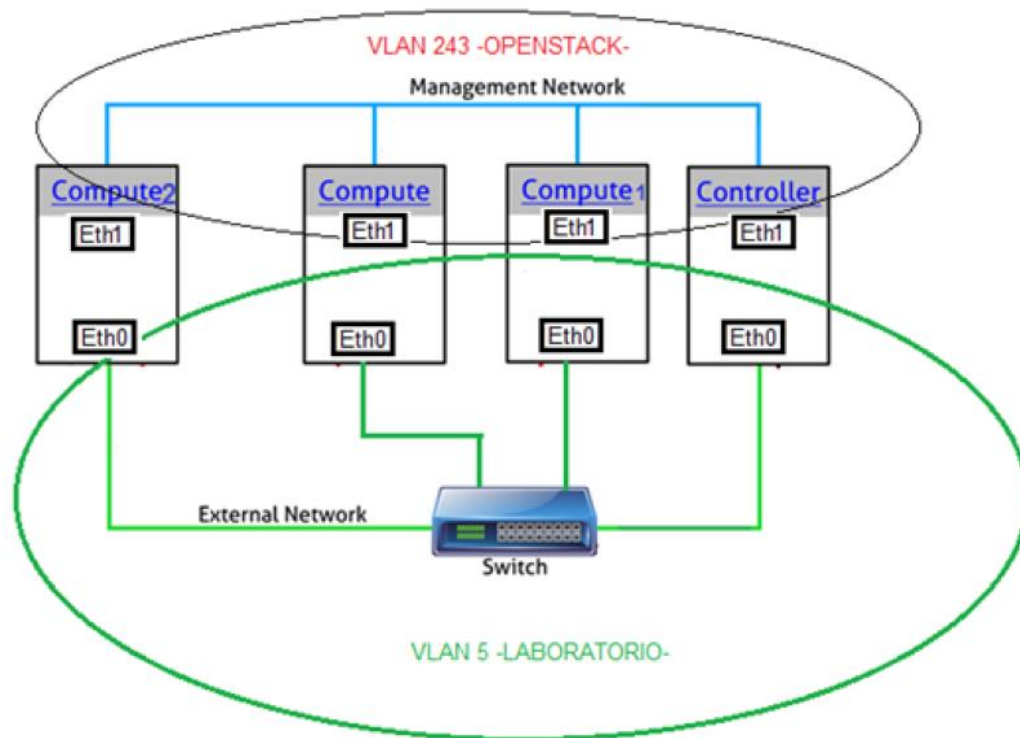 VLAN 243 -OPENSTACK-
Management Network
Compute2
Compute
Compute1
Controller
Eth1
Eth1
Eth1
Eth1
Eth0
Eth0
Eth0
Eth0
External Network
Switch
VLAN 5 -LABORATORIO-